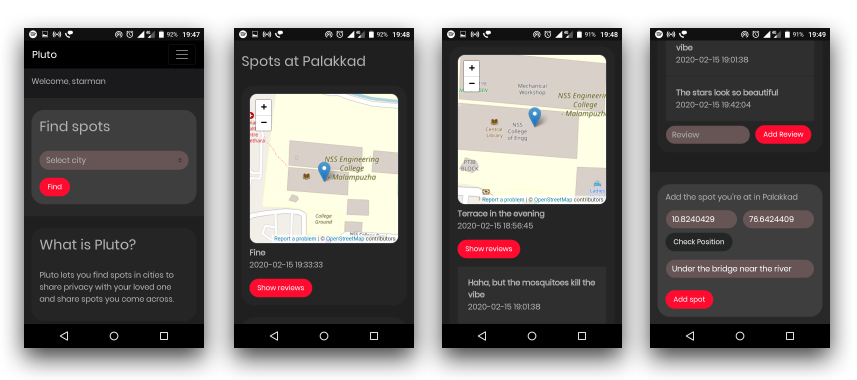 92% 19:47
Pluto
Welcome, starman
Find spots
Select city
Find
What is Pluto?
Pluto lets you find spots in cities to
share privacy with your loved one
and share spots you come across.
92% 19:48
Spots at Palakkad
+
−
NSS Engineering
College
Malampuzha
College
Ground
Report a problem | © OpenStreetMap contributors
Fine
2020-02-15 19:33:33
Show reviews
91% 19:48
+
−
Mechanical
Workshop
NSS Engineerin
College
Malampuzh
Central
Library
NSS
College
of Engg
BLOCK
Ladies
Report a problem | © OpenStreetMap contributors
Terrace in the evening
2020-02-15 18:56:45
Show reviews
Haha, but the mosquitoes kill the
vibe
2020-02-15 19:01:38
91% 19:49
vibe
2020-02-15 19:01:38
The stars look so beautiful
2020-02-15 19:42:04
Review
Add Review
Add the spot you're at in Palakkad
10.8240429
76.6424409
Check Position
Under the bridge near the river
Add spot